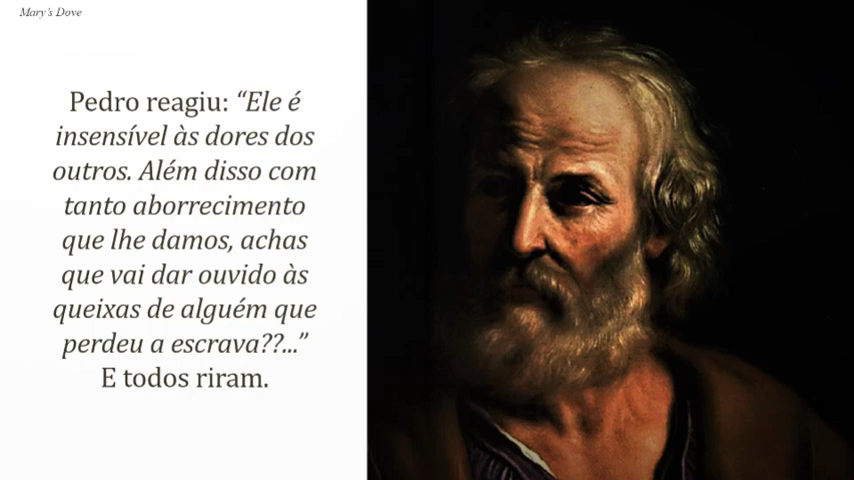 Mary's Dove
Pedro reagiu: “Ele é
insensível às dores dos
outros. Além disso com
tanto aborrecimento
que lhe damos, achas
que vai dar ouvido às
queixas de alguém que
perdeu a escrava??...”
E todos riram.